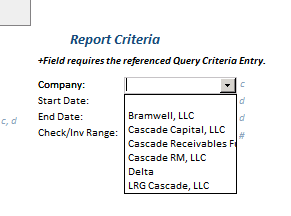 Report Criteria
+Field requires the referenced Query Criteria Entry.
Company: c
Start Date: d
End Date: d
Check/Inv Range: #
c, d
Bramwell, LLC
Cascade Capital, LLC
Cascade Receivables
Cascade RM, LLC
Delta
LRG Cascade, LLC